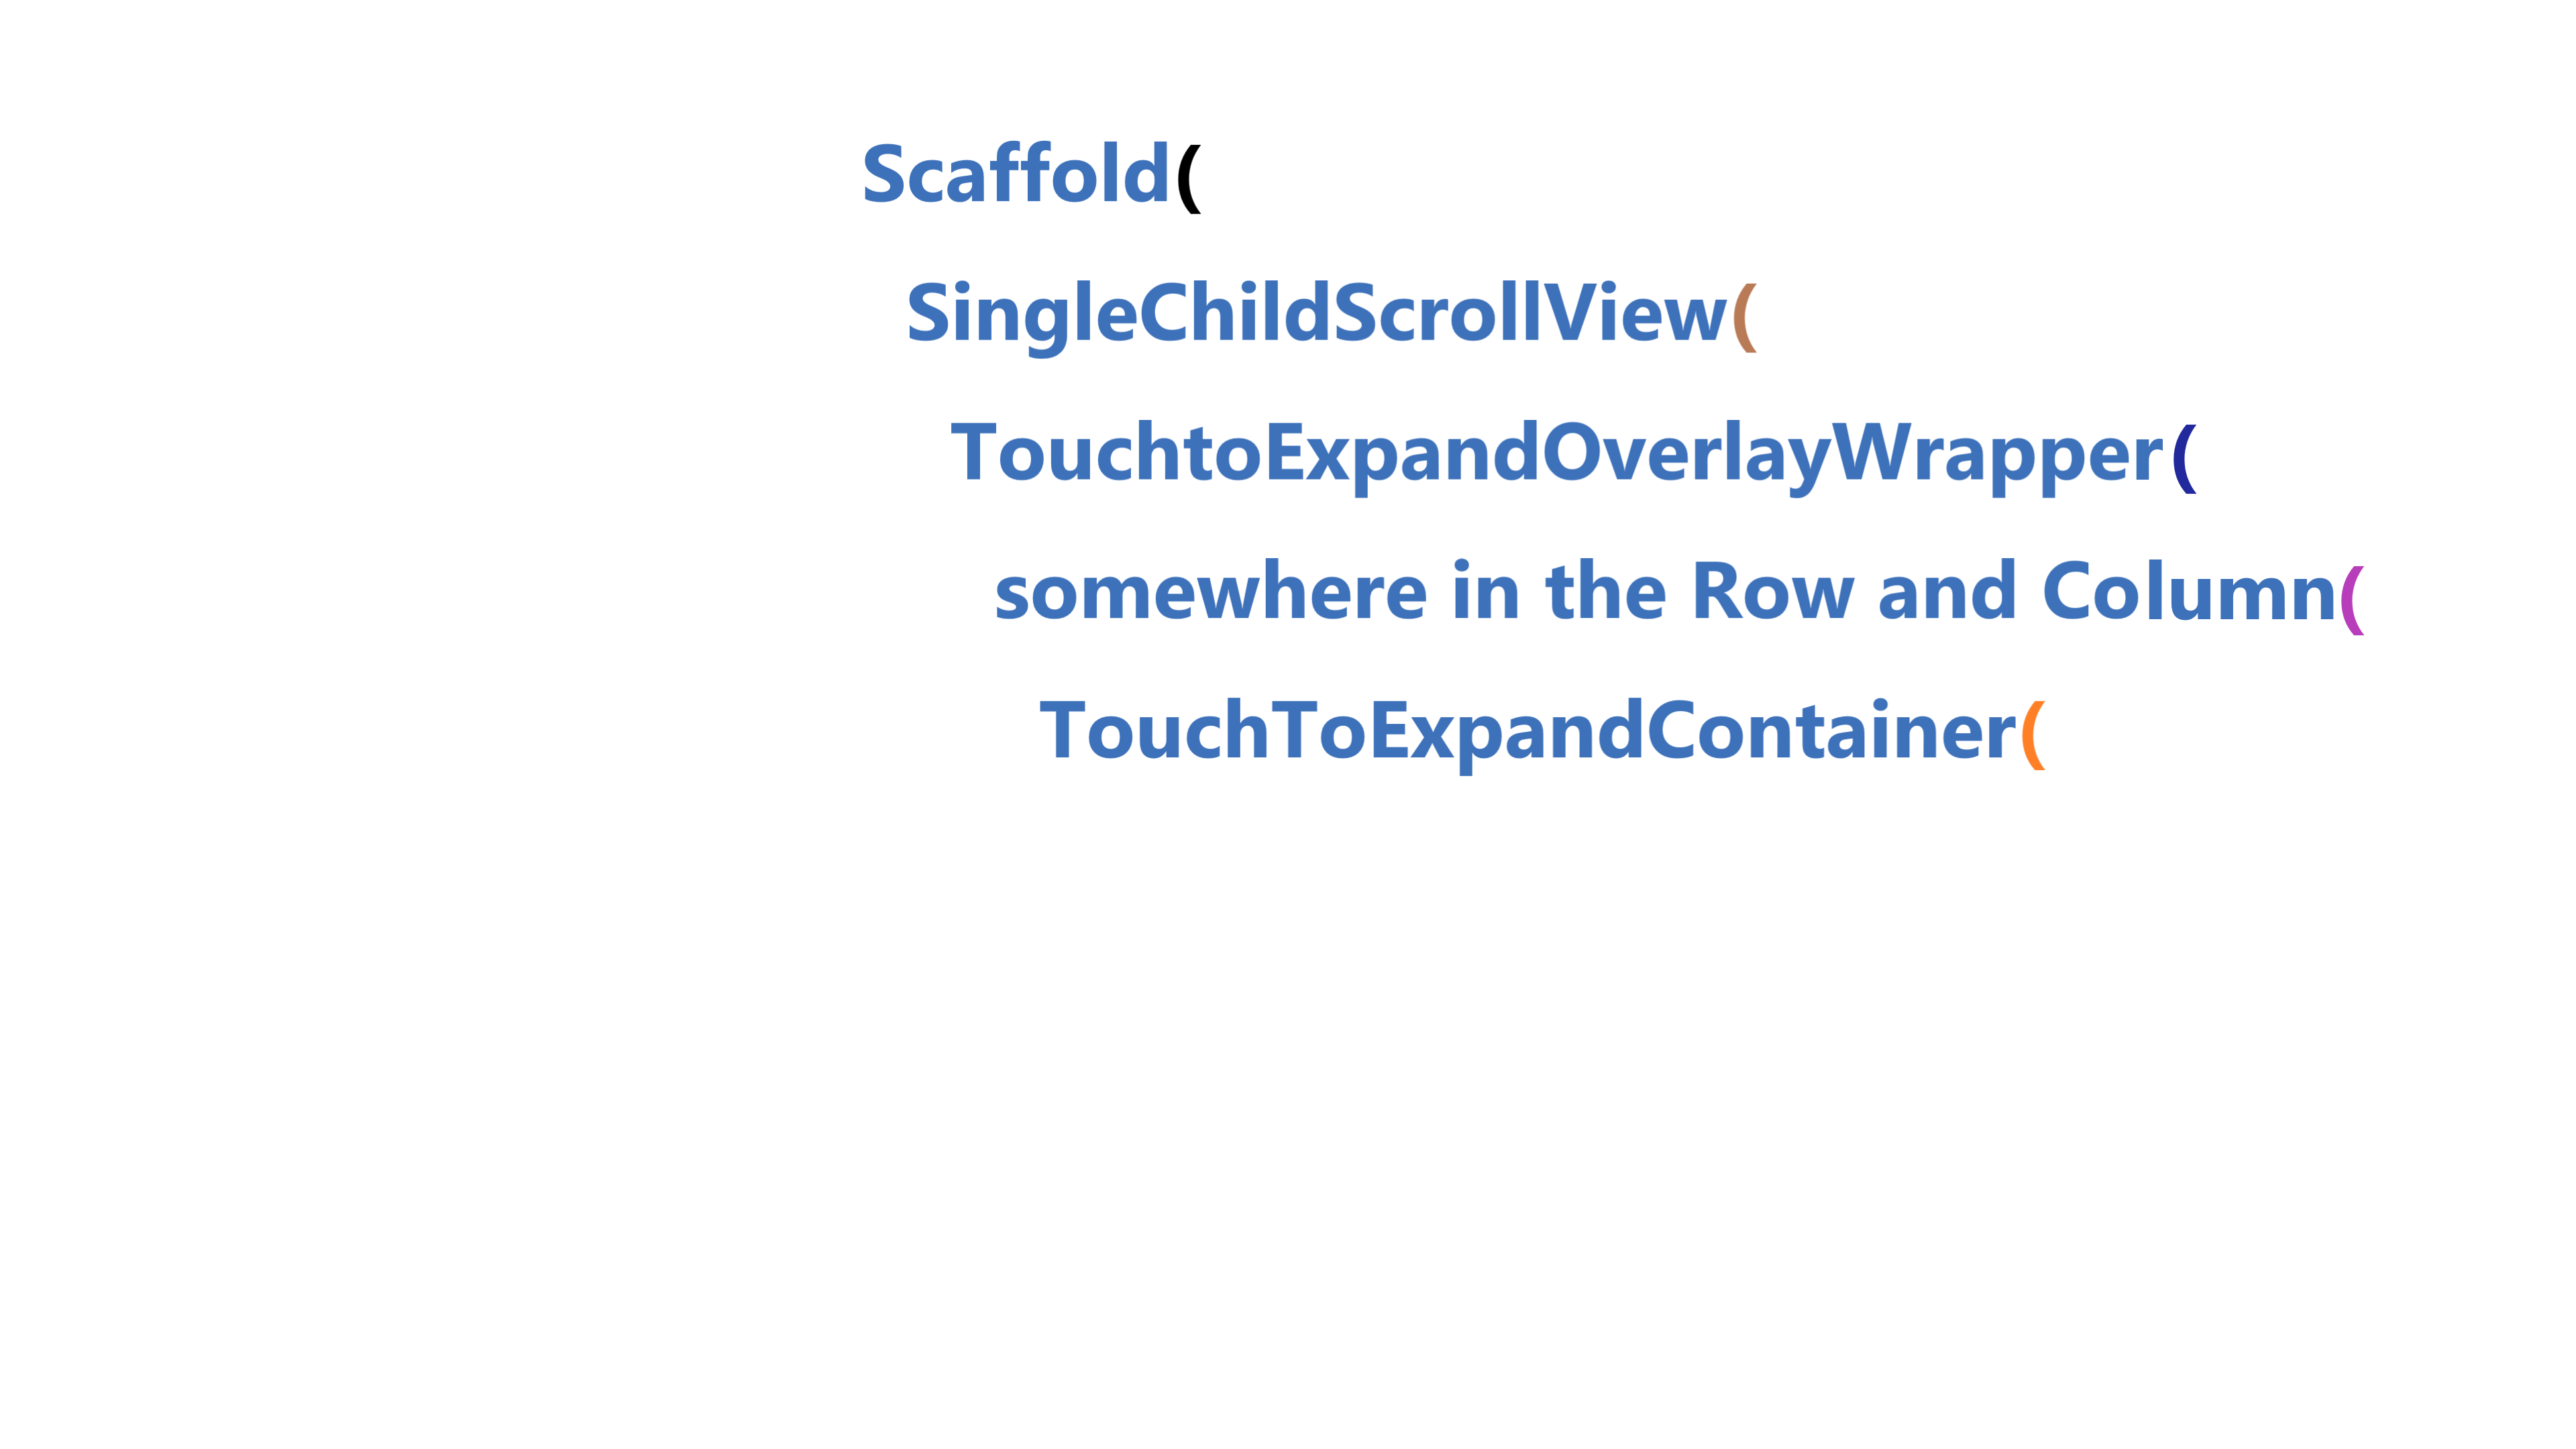 Scaffold(
SingleChildScrollView(
TouchtoExpandOverlayWrapper(
somewhere in the Row and Column(
TouchToExpandContainer(